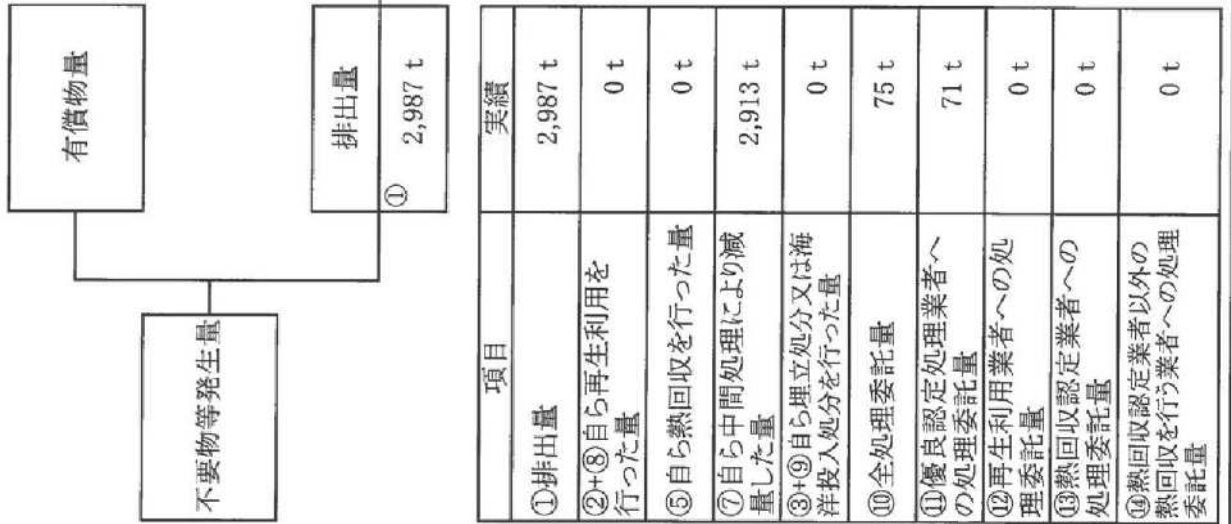 有償物量
不要物等発生量
排出量
① 2,987 t
項目 実績
①排出量 2,987 t
②+⑧自ら再生利用を
行った量 0 t
⑤自ら熱回収を行った量 0 t
⑦自ら中間処理により減
量した量 2,913 t
③+⑨自ら埋立処分又は海
洋投入処分を行った量 0 t
⑩全処理委託量 75 t
⑪優良認定処理業者へ
の処理委託量 71 t
⑫再生利用業者への処
理委託量 0 t
⑬熱回収認定業者への
処理委託量 0 t
⑭熱回収認定業者以外の
熱回収を行う業者への処理
委託量 0 t